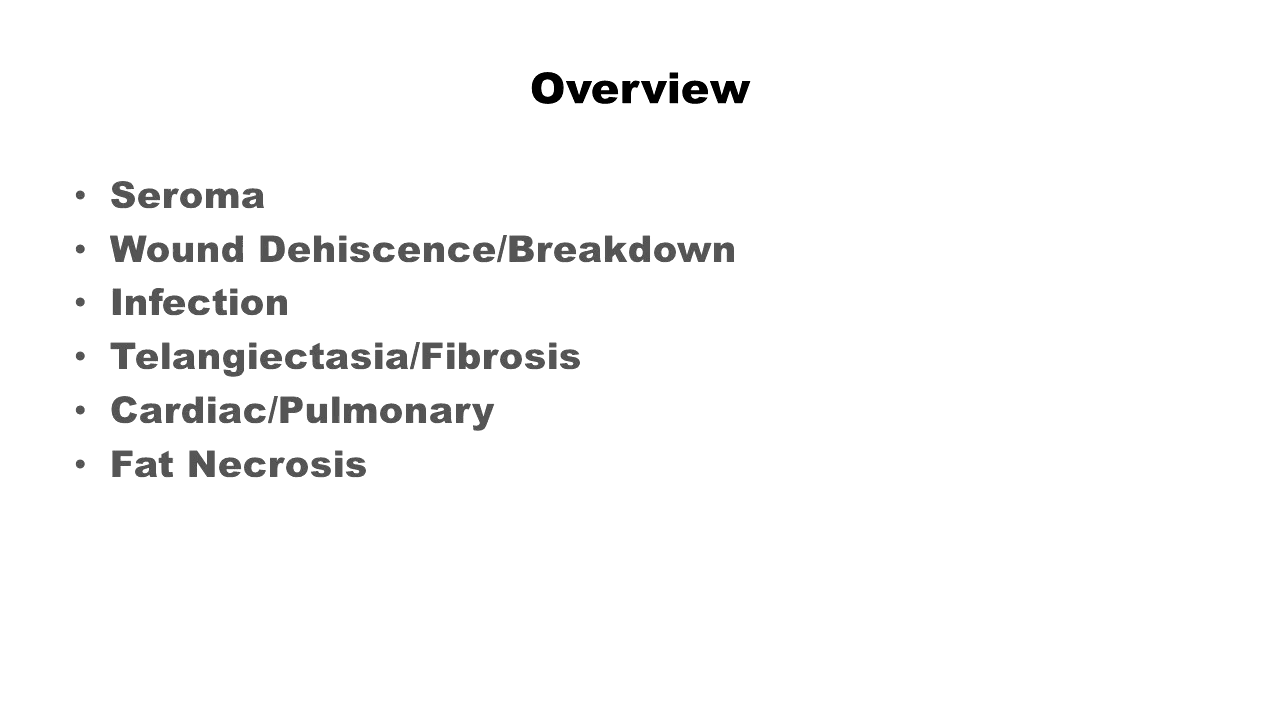 Overview
• Seroma
• Wound Dehiscence/Breakdown
• Infection
• Telangiectasia/Fibrosis
• Cardiac/Pulmonary
• Fat Necrosis